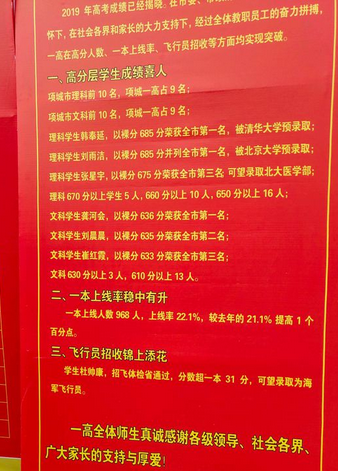 2019 年高考成绩已经揭晓。在市委、市
怀下，在社会各界和家长的大力支持下，经过全体教职员工的奋力拼搏，
一高在高分人数、一本上线率、飞行员招收等方面均实现突破。
一、高分层学生成绩喜人
项城市理科前 10 名，项城一高占 9 名；
项城市文科前 10 名，项城一高占 9 名；
理科学生韩奉延，以裸分 685 分荣获全市第一名，被清华大学预录取；
理科学生刘雨洁，以裸分 685 分并列全市第一名，被北京大学预录取；
理科学生张星宇，以裸分 675 分荣获全市第三名 可望录取北大医学部；
理科 670 分以上学生 5 人，660 分以上 10 人，650 分以上 16 人；
文科学生龚河会，以裸分 636 分荣获全市第一名；
文科学生刘晨晨，以裸分 635 分荣获全市第二名；
文科学生崔红霞，以裸分 633 分荣获全市第三名；
文科 630 分以上 3 人，610 分以上 13 人。
二、一本上线率稳中有升
一本上线人数 968 人，上线率 22.1%，较去年的 21.1% 提高 1 个
百分点。
三、飞行员招收锦上添花
学生杜帅康，招飞体检省通过，分数超一本 31 分，可望录取为海
军飞行员。
一高全体师生真诚感谢各级领导、社会各界、
广大家长的支持与厚爱！